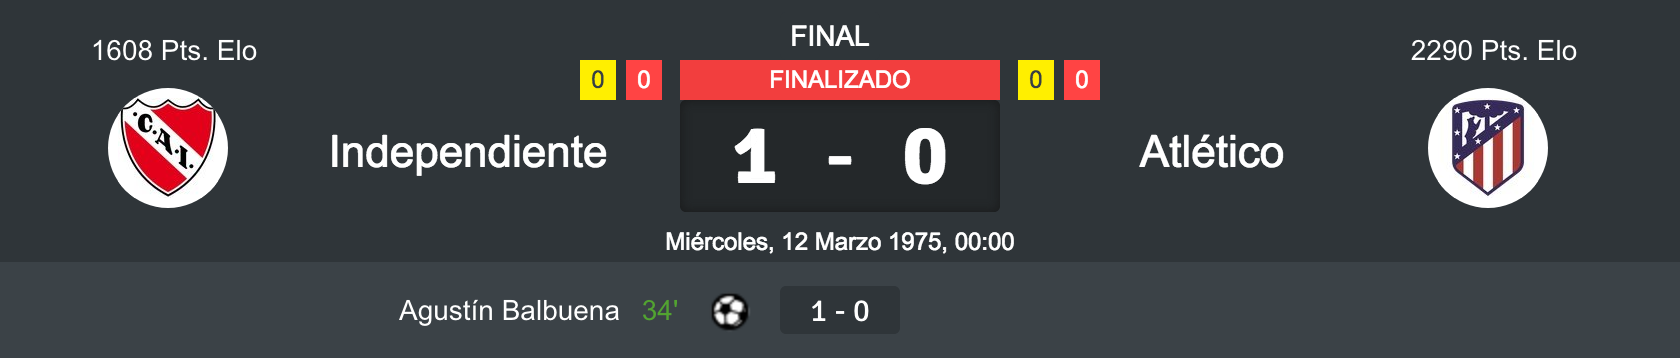 1608 Pts. Elo
FINAL
2290 Pts. Elo
0 0 FINALIZADO 0 0
C.A.I.
Independiente 1 - 0 Atlético
Miércoles, 12 Marzo 1975, 00:00
Agustín Balbuena 34' 1 - 0